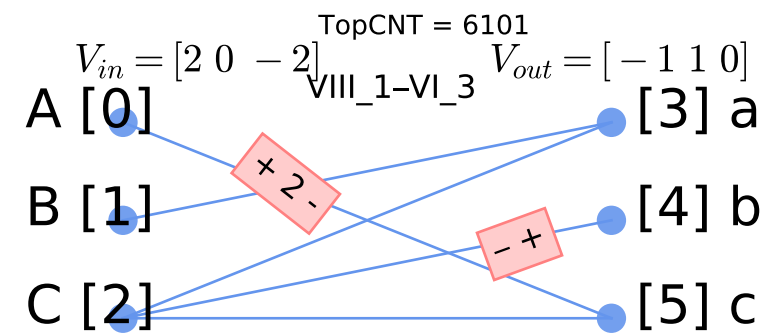 TopCNT = 6101
V_in = [2 0 −2] V_out = [−1 1 0]
VIII_1–VI_3
A [0] [3] a
+ 2 -
B [1] [4] b
− +
C [2] [5] c